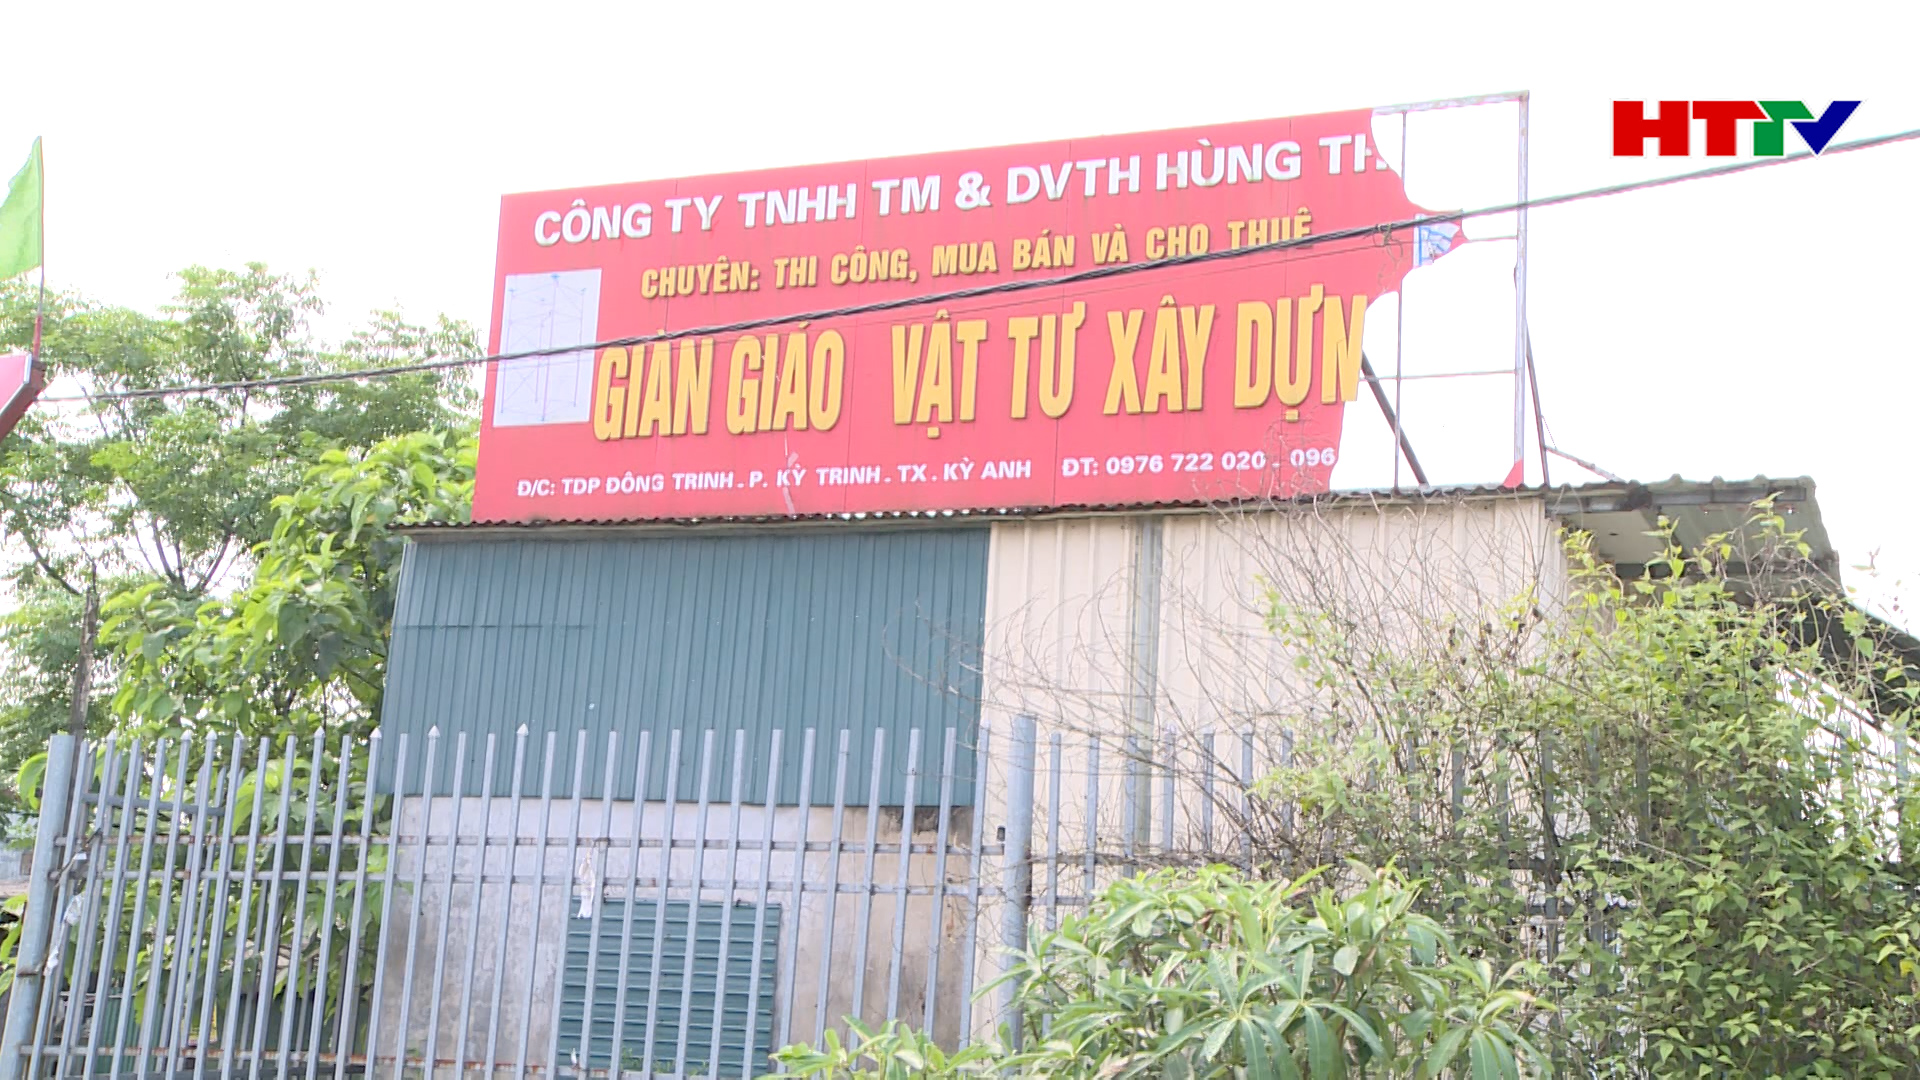 HTTV
CÔNG TY TNHH TM & DVTH HÙNG
CHUYÊN: THI CÔNG, MUA BÁN VÀ CHO THUÊ
GIÀN GIÁO VẬT TƯ XÂY DỰN
Đ/C: TDP ĐÔNG TRINH. P. KỲ TRINH. TX. KỲ ANH ĐT: 0976 722 020 - 096